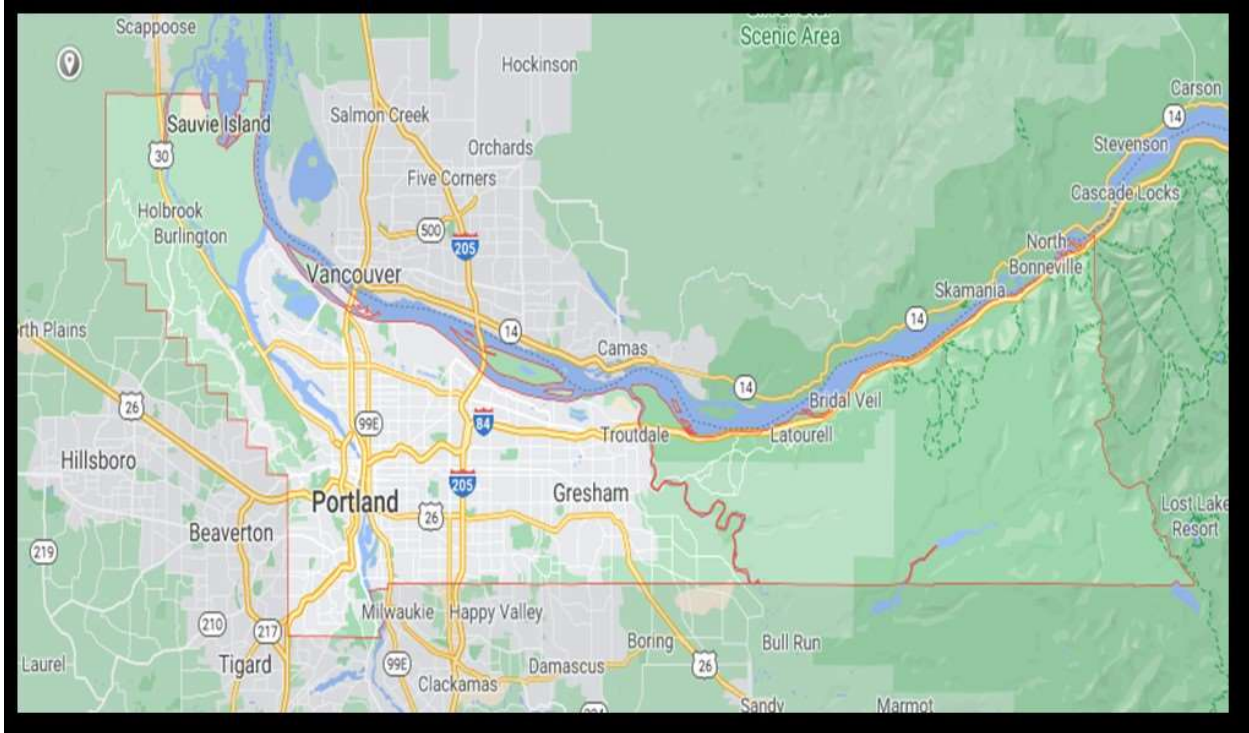 Scappoose
Scenic Area
Hockinson
Carson
14
Salmon Creek
Sauvie Island
Stevenson
30
Orchards
Five Corners
Cascade Locks
Holbrook
Burlington
500
205
North
Bonneville
Vancouver
Skamania
14
14
rth Plains
Camas
14
26
Bridal Veil
99E
84
Troutdale
Latourell
Hillsboro
205
Gresham
Portland
26
Lost Lake
Resort
Beaverton
219
Milwaukie
Happy Valley
210
217
Boring
Bull Run
Laurel
Tigard
99E
Damascus
26
Clackamas
Sandy
Marmot